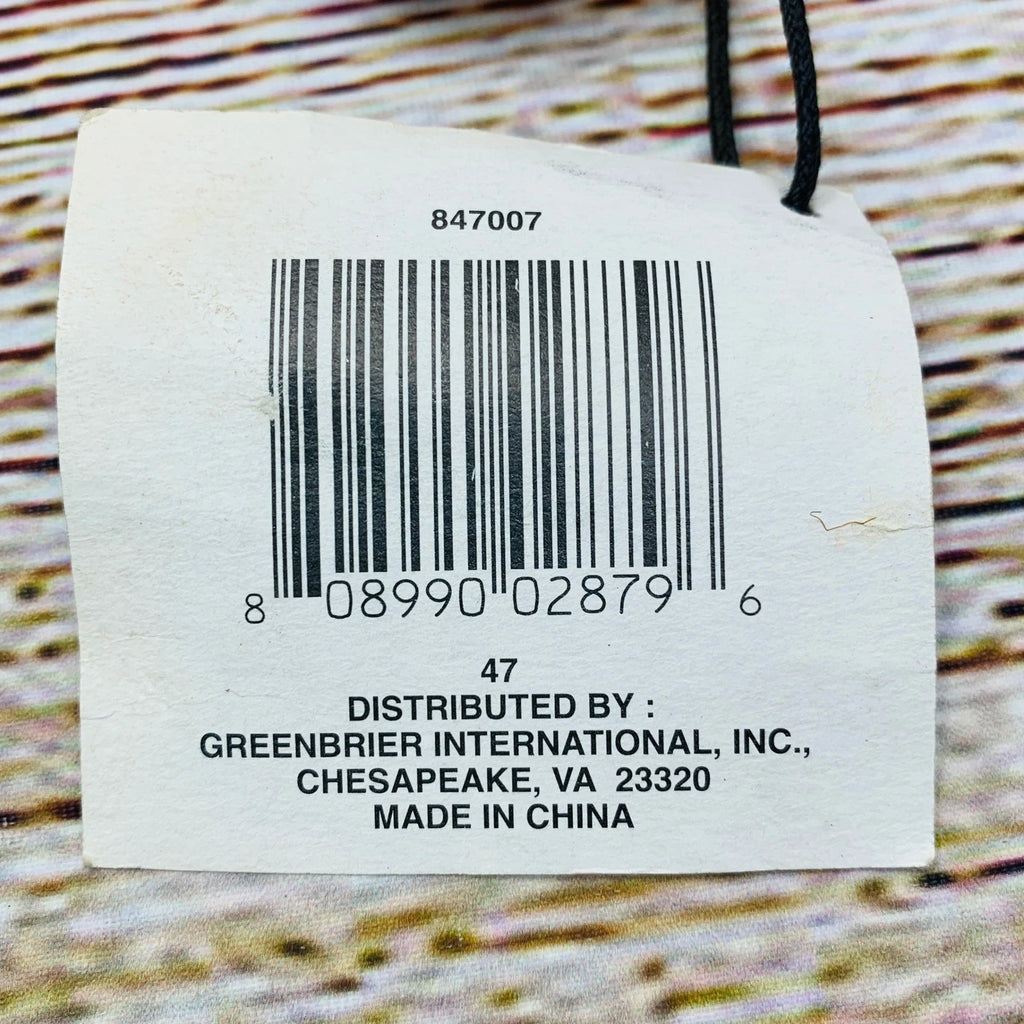 847007
8 08990 02879 6
47
DISTRIBUTED BY :
GREENBRIER INTERNATIONAL, INC.,
CHESAPEAKE, VA 23320
MADE IN CHINA